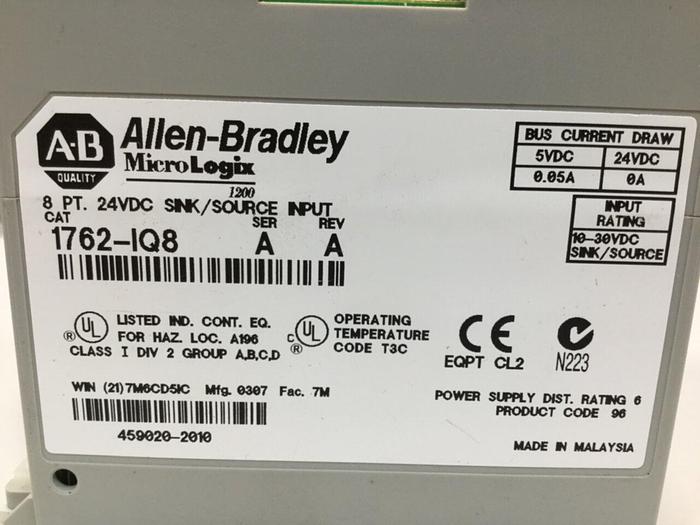 A-B
QUALITY
Allen-Bradley
MicroLogix
1200
8 PT. 24VDC SINK/SOURCE INPUT
CAT SER REV
1762-IQ8 A A
BUS CURRENT DRAW
5VDC 24VDC
0.05A 0A
INPUT
RATING
10-30VDC
SINK/SOURCE
UL
®
LISTED IND. CONT. EQ.
FOR HAZ. LOC. A196
CLASS I DIV 2 GROUP A,B,C,D
C UL
®
OPERATING
TEMPERATURE
CODE T3C
CE
EQPT CL2
N223
WIN (21)7M6CD5IC Mfg. 0307 Fac. 7M
459020-2010
POWER SUPPLY DIST. RATING 6
PRODUCT CODE 96
MADE IN MALAYSIA